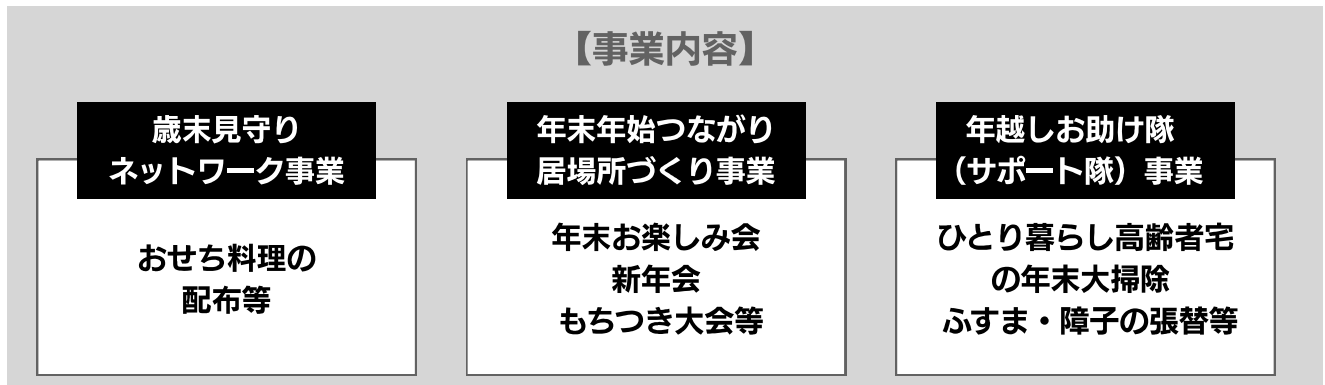 【事業内容】
歳末見守り
ネットワーク事業
おせち料理の
配布等
年末年始つながり
居場所づくり事業
年末お楽しみ会
新年会
もちつき大会等
年越しお助け隊
（サポート隊）事業
ひとり暮らし高齢者宅
の年末大掃除
ふすま・障子の張替等